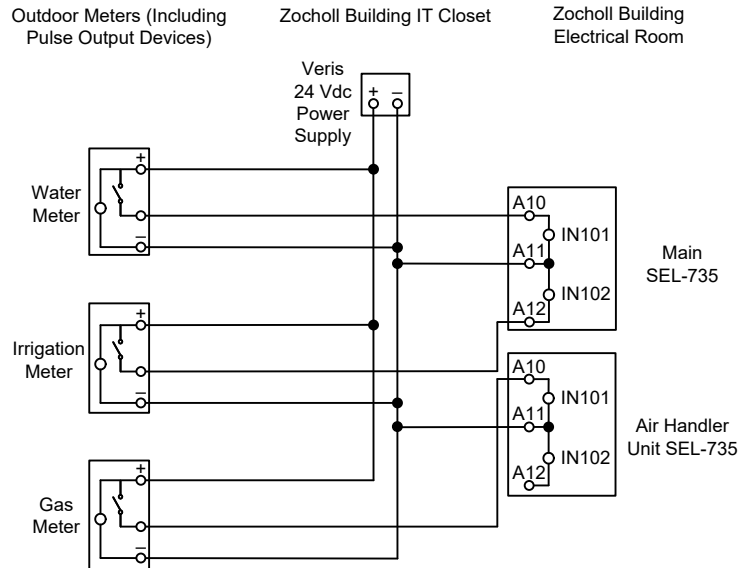 Outdoor Meters (Including
Pulse Output Devices)
Zocholl Building IT Closet
Zocholl Building
Electrical Room
Veris
24 Vdc
Power
Supply
+ –
Water
Meter
+
–
A10
IN101
A11
IN102
A12
Main
SEL-735
Irrigation
Meter
+
–
A10
IN101
A11
IN102
A12
Air Handler
Unit SEL-735
Gas
Meter
+
–